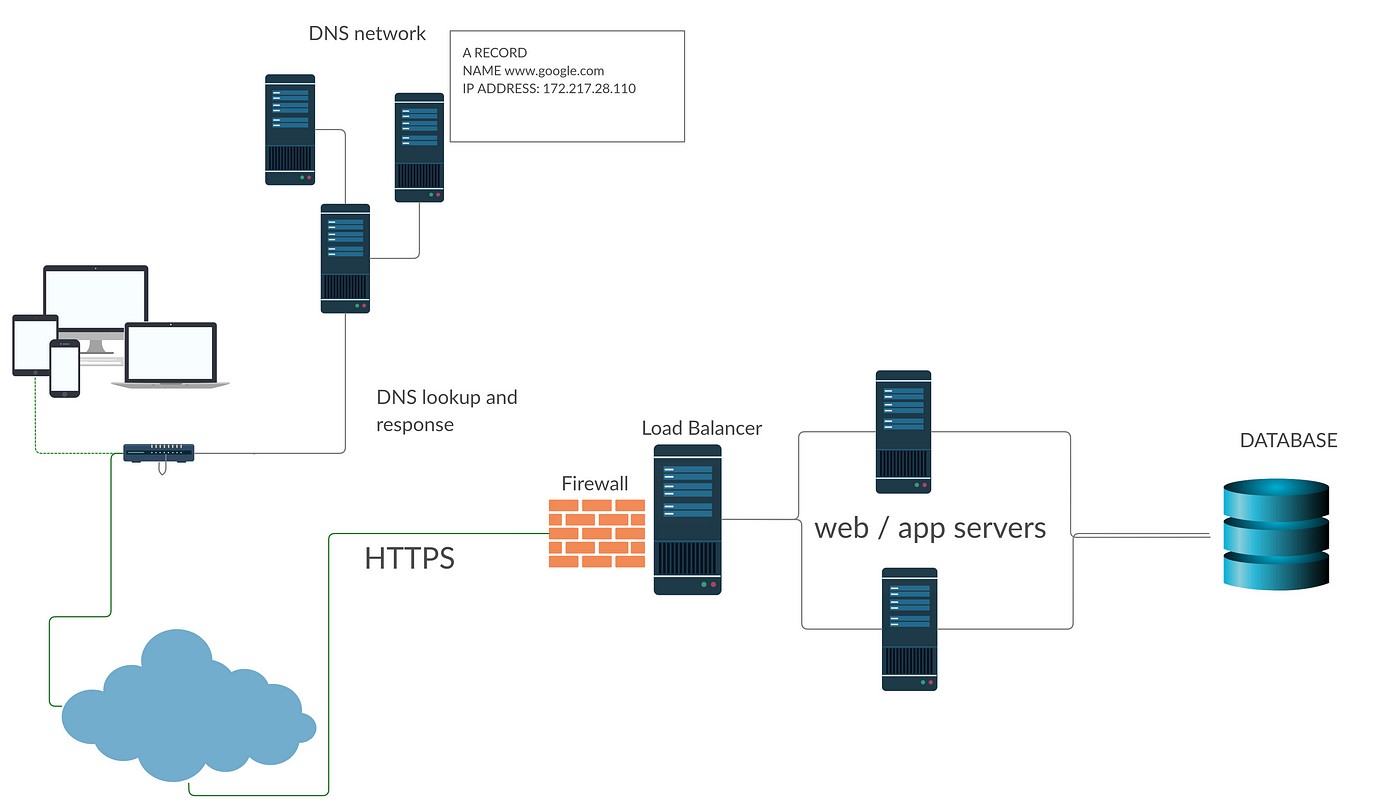 DNS network
A RECORD
NAME www.google.com
IP ADDRESS: 172.217.28.110
DNS lookup and
response
Load Balancer
Firewall
HTTPS
web / app servers
DATABASE